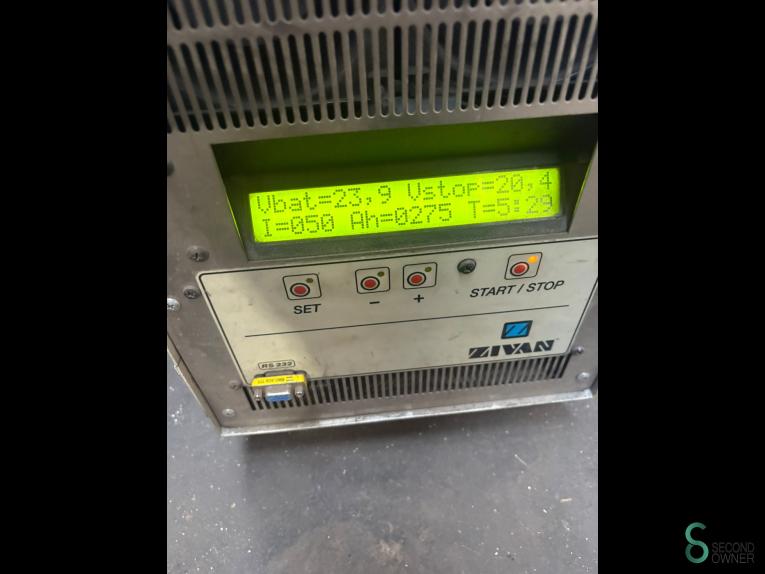 Vbat=23,9 Vstop=20,4
I=050 Ah=0275 T=5:29
SET
-
+
START / STOP
ZIVAN
RS 232
SECOND
OWNER